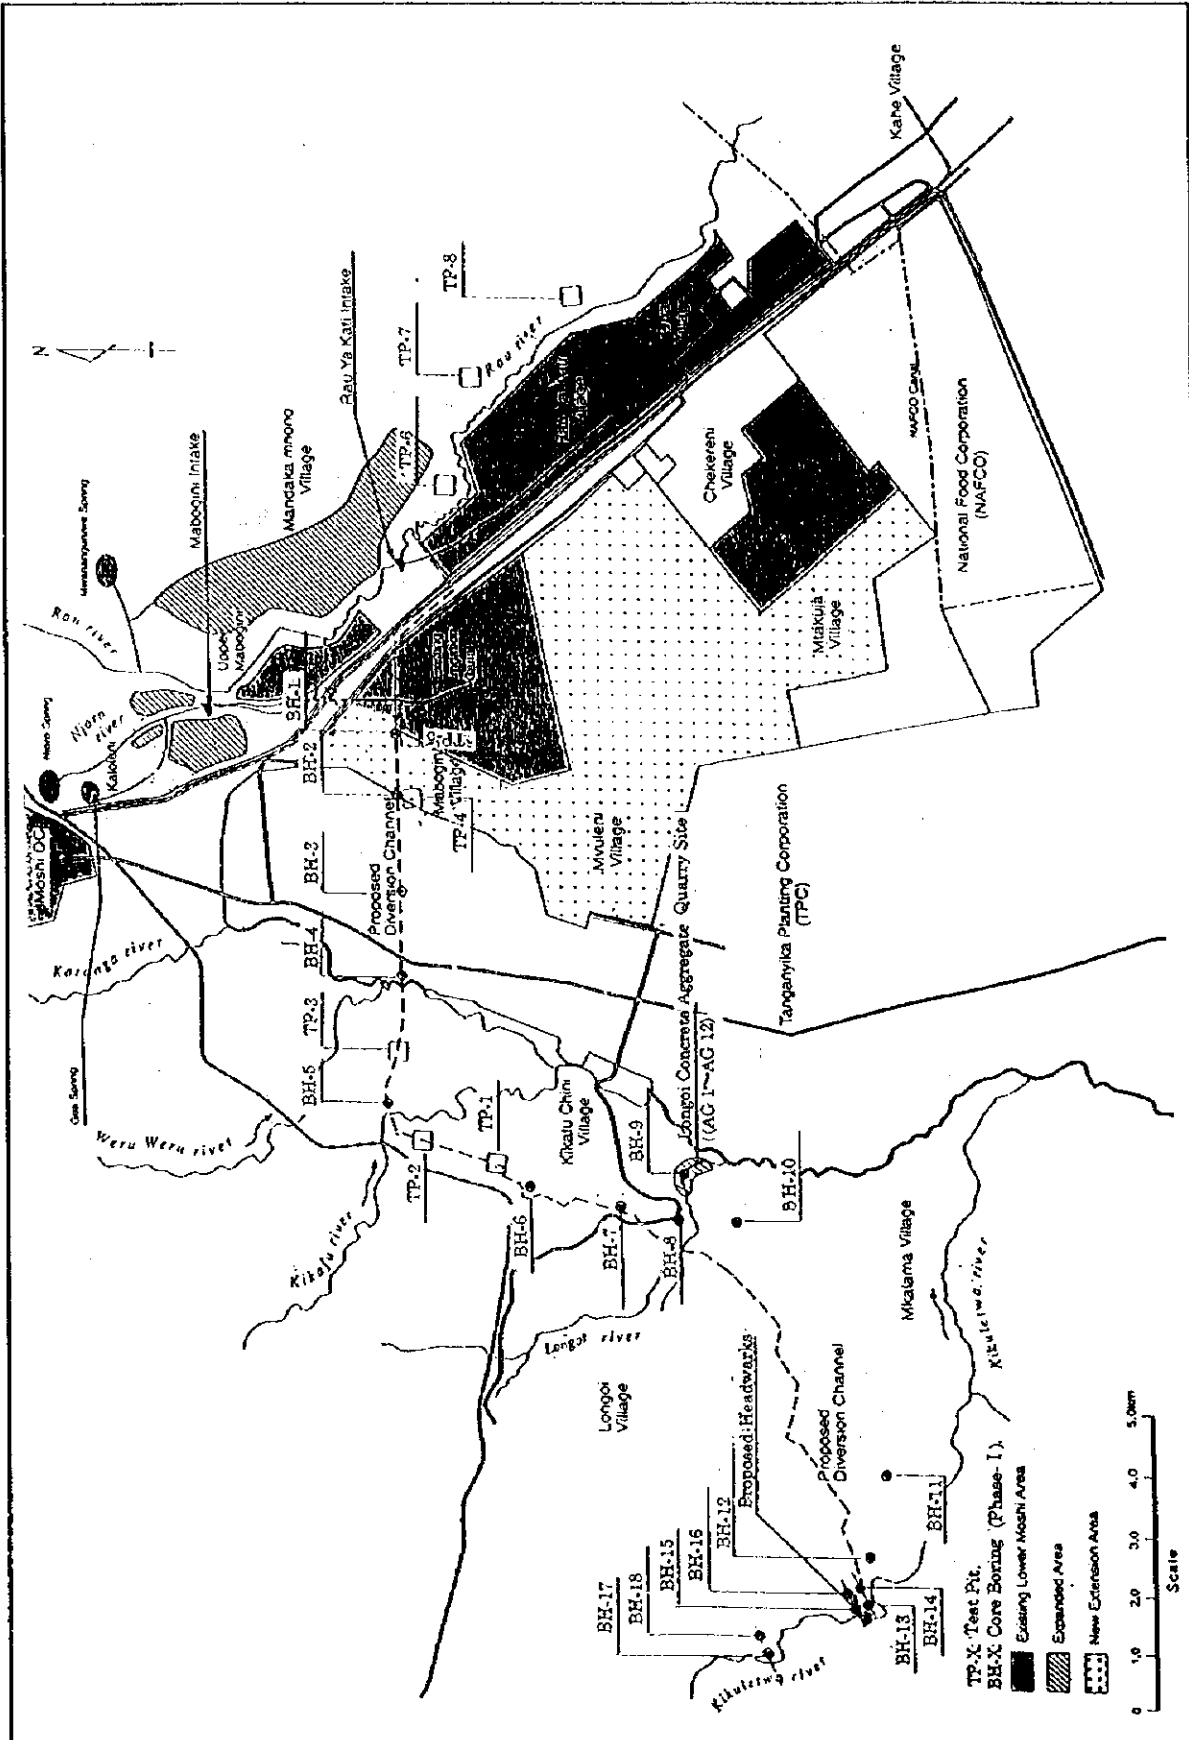 N
Kahe Village
TP-8
TP-7
TP-6
Rau Ya Kati Intake
Rau river
Mabogini Intake
Mandaka mnono
Village
Rau river
Njoro
river
Njoro Spring
Upper
Mabogini
Moshi
Goa Spring
Karanga river
Weru Weru river
Kikafu river
BH-1
BH-2
BH-3
BH-4
TP-3
BH-5
Proposed
Diversion Channel
TP-5
Mabogini
Village
TP-4
TP-2
TP-1
BH-6
BH-7
BH-8
BH-9
BH-10
Kikafu Chini
Village
Longoi Concrete Aggregate Quarry Site
(AG 1~AG 12)
Mvuleni
Village
Chekereni
Village
Mtakuja
Village
NAFCO Canal
National Food Corporation
(NAFCO)
Tanganyika Planting Corporation
(TPC)
Longoi river
Longoi
Village
Mkalama Village
Kikuletwa river
Proposed Headwarks
Proposed
Diversion Channel
BH-11
BH-12
BH-16
BH-15
BH-18
BH-17
BH-13
BH-14
Kikuletwa river
TP-X: Test Pit.
BH-X: Core Boring (Phase-I).
Existing Lower Moshi Area
Expanded Area
New Extension Area
0 1.0 2.0 3.0 4.0 5.0km
Scale